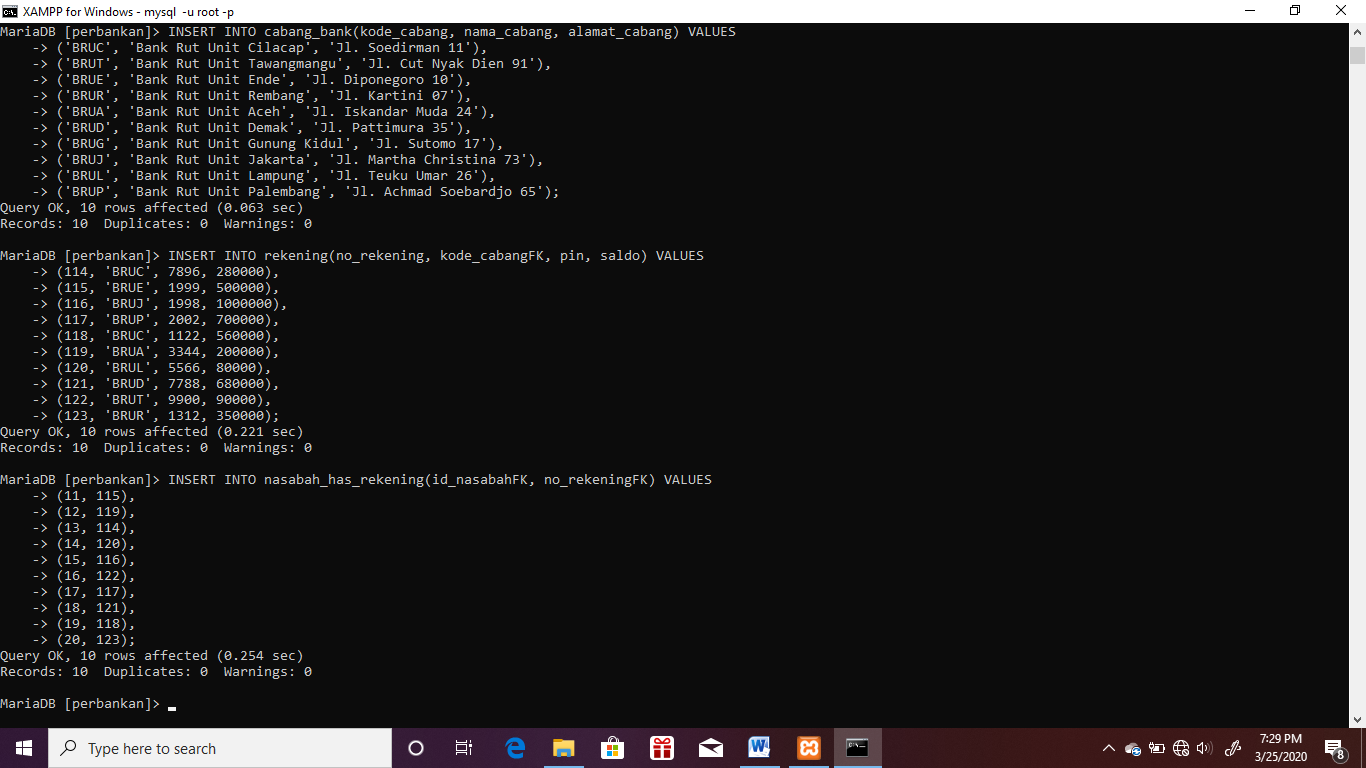 XAMPP for Windows - mysql -u root -p
MariaDB [perbankan]> INSERT INTO cabang_bank(kode_cabang, nama_cabang, alamat_cabang) VALUES
    -> ('BRUC', 'Bank Rut Unit Cilacap', 'Jl. Soedirman 11'),
    -> ('BRUT', 'Bank Rut Unit Tawangmangu', 'Jl. Cut Nyak Dien 91'),
    -> ('BRUE', 'Bank Rut Unit Ende', 'Jl. Diponegoro 10'),
    -> ('BRUR', 'Bank Rut Unit Rembang', 'Jl. Kartini 07'),
    -> ('BRUA', 'Bank Rut Unit Aceh', 'Jl. Iskandar Muda 24'),
    -> ('BRUD', 'Bank Rut Unit Demak', 'Jl. Pattimura 35'),
    -> ('BRUG', 'Bank Rut Unit Gunung Kidul', 'Jl. Sutomo 17'),
    -> ('BRUJ', 'Bank Rut Unit Jakarta', 'Jl. Martha Christina 73'),
    -> ('BRUL', 'Bank Rut Unit Lampung', 'Jl. Teuku Umar 26'),
    -> ('BRUP', 'Bank Rut Unit Palembang', 'Jl. Achmad Soebardjo 65');
Query OK, 10 rows affected (0.063 sec)
Records: 10  Duplicates: 0  Warnings: 0

MariaDB [perbankan]> INSERT INTO rekening(no_rekening, kode_cabangFK, pin, saldo) VALUES
    -> (114, 'BRUC', 7896, 280000),
    -> (115, 'BRUE', 1999, 500000),
    -> (116, 'BRUJ', 1998, 1000000),
    -> (117, 'BRUP', 2002, 700000),
    -> (118, 'BRUC', 1122, 560000),
    -> (119, 'BRUA', 3344, 200000),
    -> (120, 'BRUL', 5566, 80000),
    -> (121, 'BRUD', 7788, 680000),
    -> (122, 'BRUT', 9900, 90000),
    -> (123, 'BRUR', 1312, 350000);
Query OK, 10 rows affected (0.221 sec)
Records: 10  Duplicates: 0  Warnings: 0

MariaDB [perbankan]> INSERT INTO nasabah_has_rekening(id_nasabahFK, no_rekeningFK) VALUES
    -> (11, 115),
    -> (12, 119),
    -> (13, 114),
    -> (14, 120),
    -> (15, 116),
    -> (16, 122),
    -> (17, 117),
    -> (18, 121),
    -> (19, 118),
    -> (20, 123);
Query OK, 10 rows affected (0.254 sec)
Records: 10  Duplicates: 0  Warnings: 0

MariaDB [perbankan]> _
Type here to search
7:29 PM
3/25/2020
8